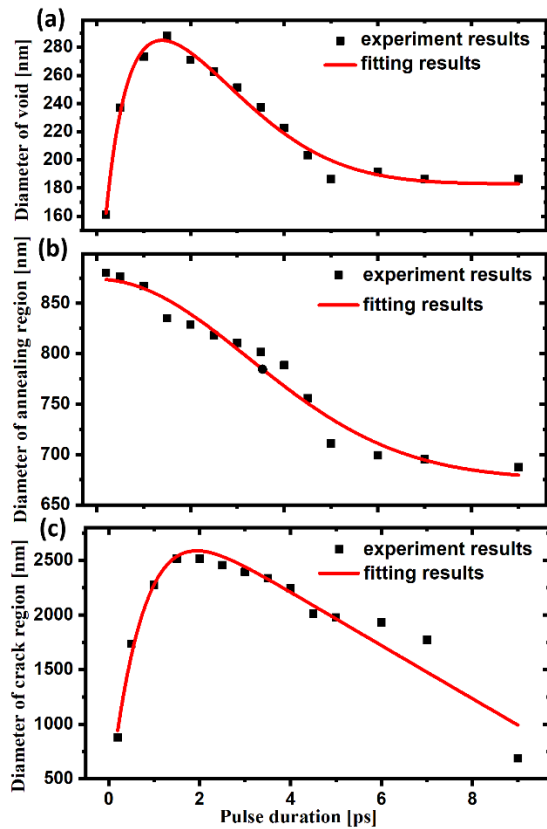 (a)
Diameter of void [nm]
280
260
240
220
200
180
160
experiment results
fitting results
(b)
Diameter of annealing region [nm]
850
800
750
700
650
experiment results
fitting results
(c)
Diameter of crack region [nm]
2500
2000
1500
1000
500
experiment results
fitting results
0 2 4 6 8
Pulse duration [ps]